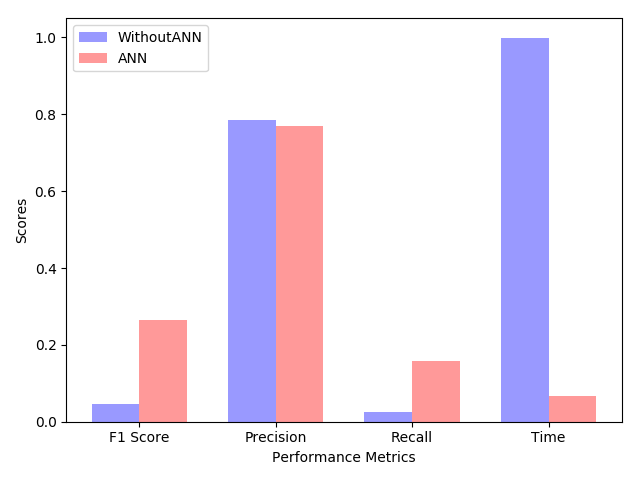 WithoutANN
ANN
1.0
0.8
0.6
0.4
0.2
0.0
Scores
F1 Score Precision Recall Time
Performance Metrics